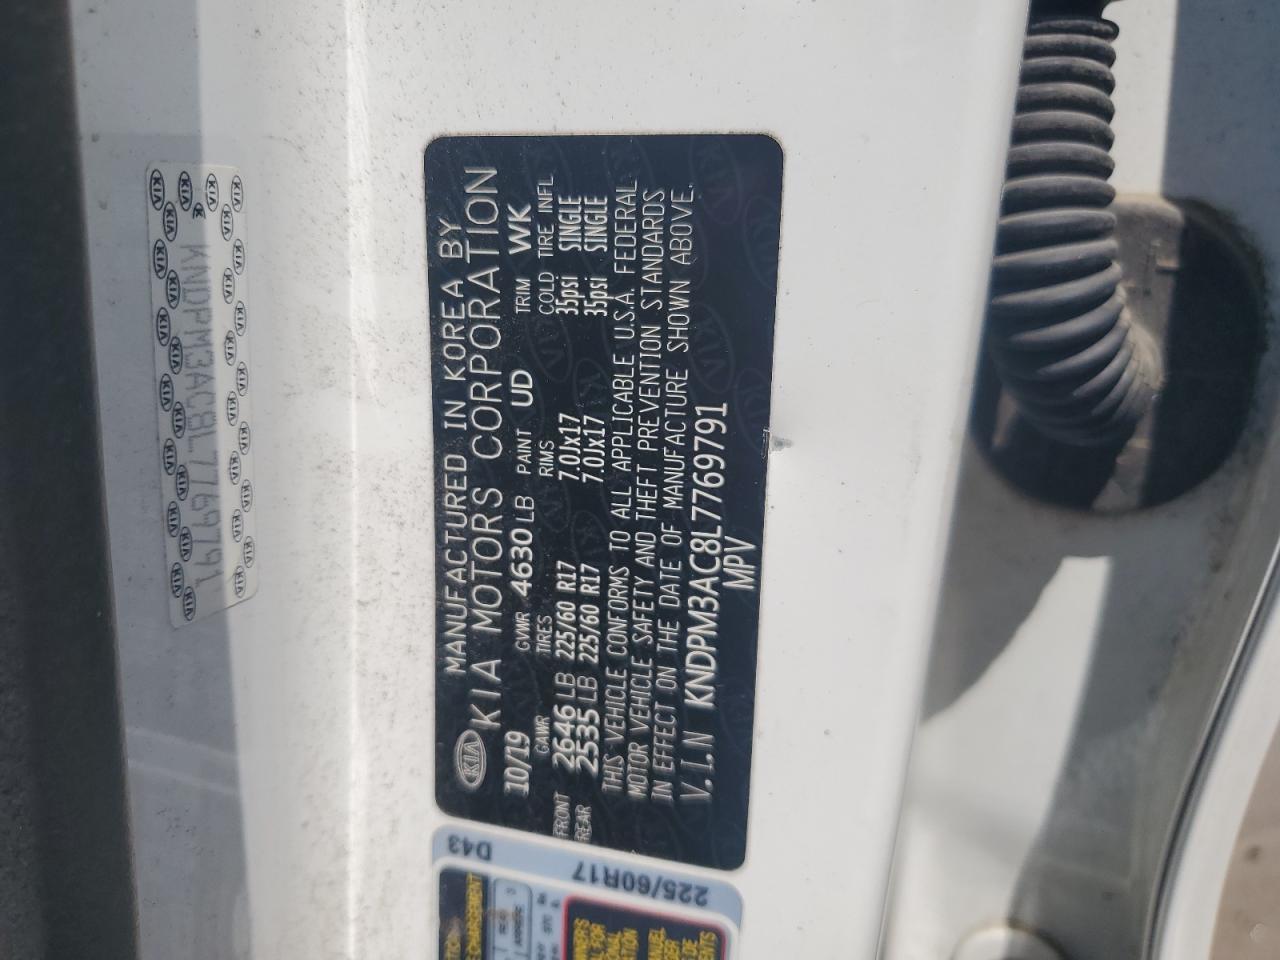 KIA
MANUFACTURED IN KOREA BY
KIA MOTORS CORPORATION
10/19 GVWR 4630 LB PAINT UD TRIM WK
GAWR TIRES RIMS COLD TIRE INFL
FRONT 2646 LB 225/60 R17 7.0Jx17 35psi SINGLE
REAR 2535 LB 225/60 R17 7.0Jx17 35psi SINGLE
THIS VEHICLE CONFORMS TO ALL APPLICABLE U.S.A. FEDERAL
MOTOR VEHICLE SAFETY AND THEFT PREVENTION STANDARDS
IN EFFECT ON THE DATE OF MANUFACTURE SHOWN ABOVE.
V.I.N KNDPM3AC8L7769791
MPV
KNDPM3AC8L7769791
D43
225/60R17